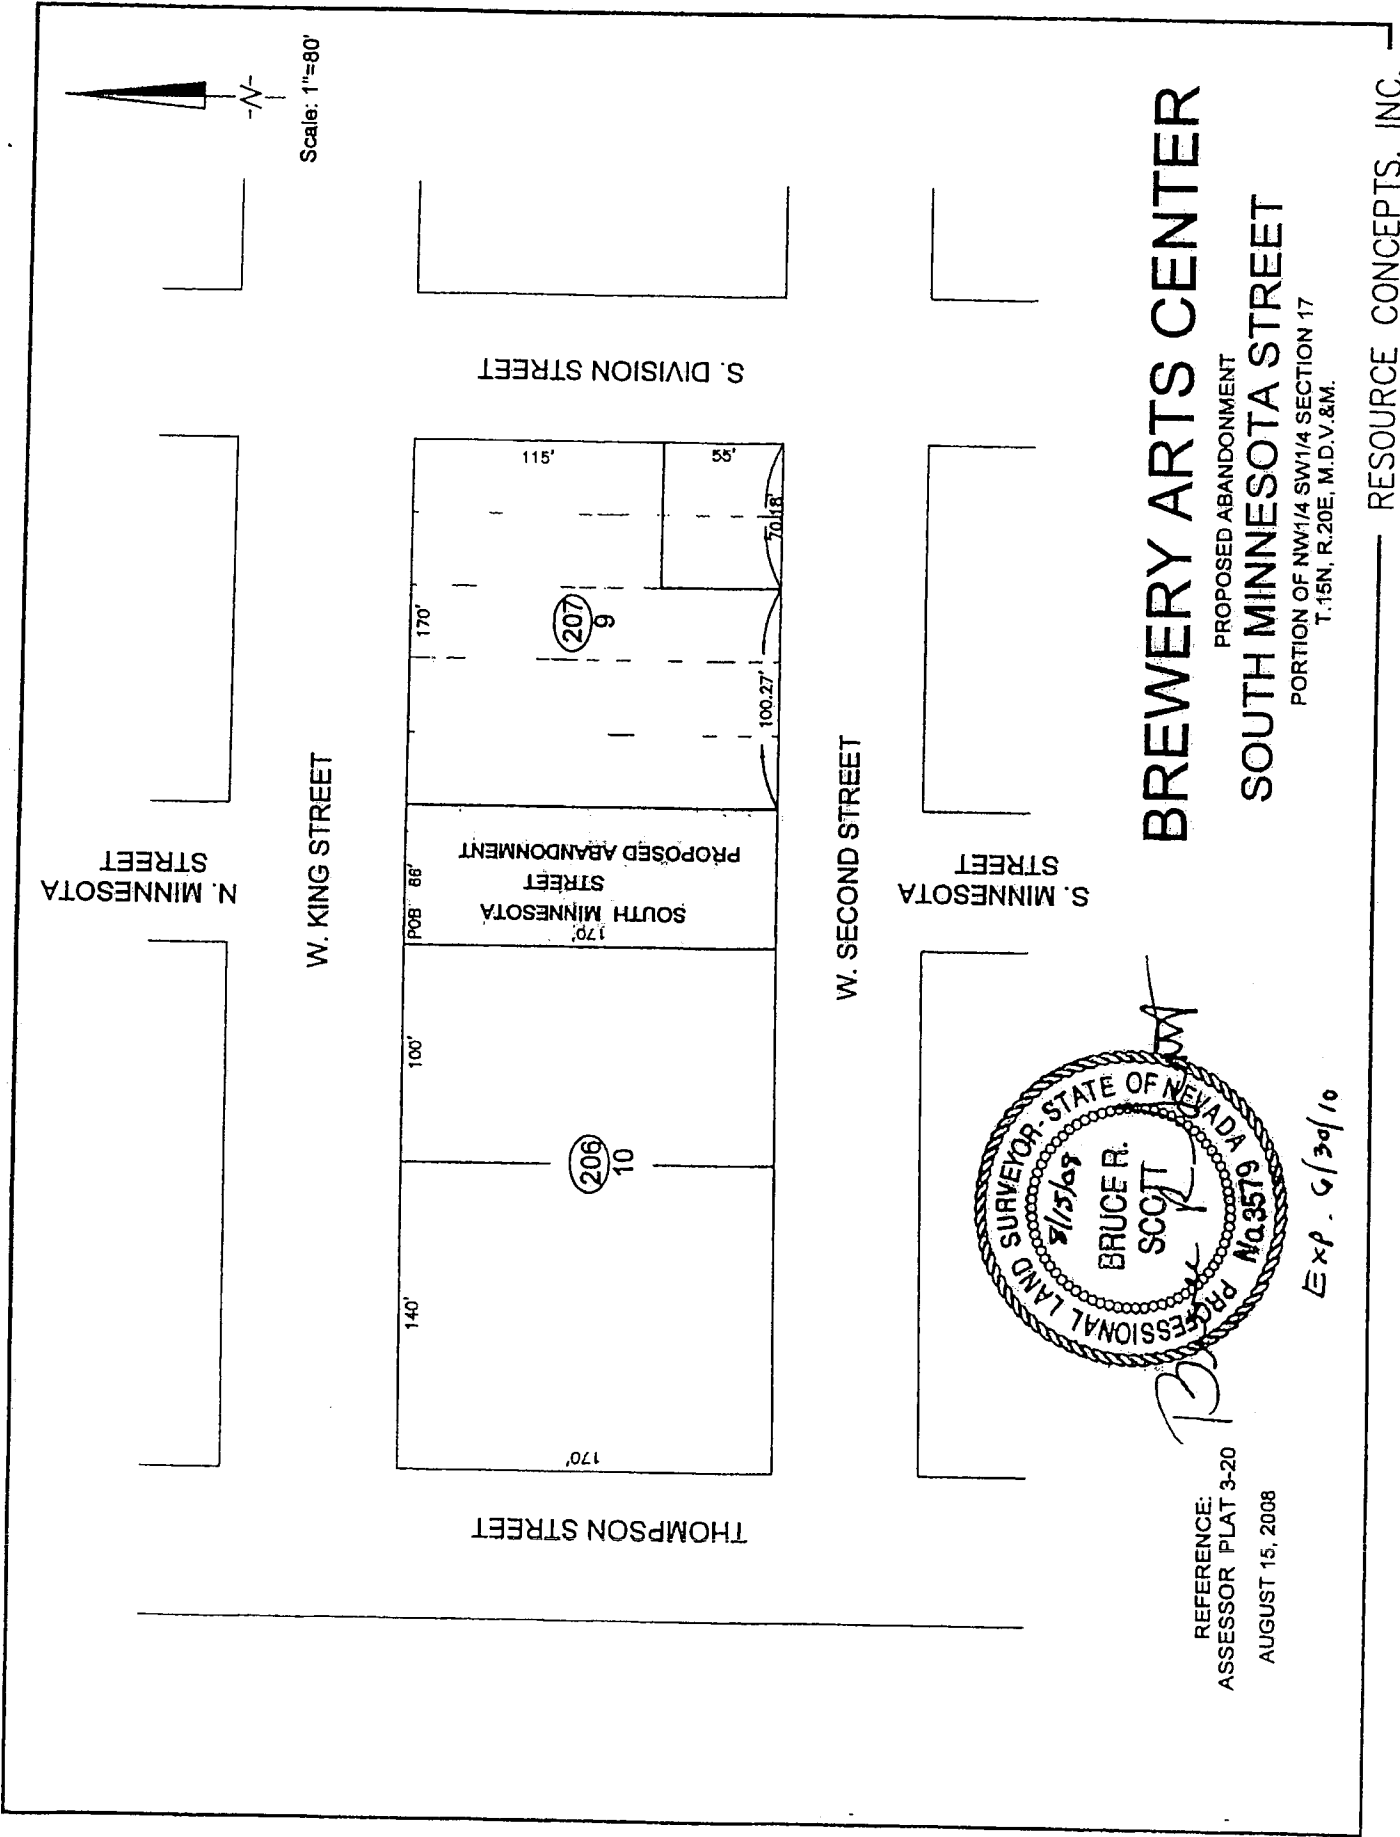 Scale: 1"=80'
-N-
N. MINNESOTA
STREET
W. KING STREET
140'
100'
POB
66'
170'
THOMPSON STREET
170'
206
10
170'
SOUTH MINNESOTA
STREET
PROPOSED ABANDONMENT
207
9
115'
55'
100.27'
70.18'
S. DIVISION STREET
W. SECOND STREET
S. MINNESOTA
STREET
REFERENCE:
ASSESSOR PLAT 3-20
AUGUST 15, 2008
PROFESSIONAL LAND SURVEYOR-STATE OF NEVADA
8/15/08
BRUCE R.
SCOTT
No. 3579
Exp. 6/30/10
BREWERY ARTS CENTER
PROPOSED ABANDONMENT
SOUTH MINNESOTA STREET
PORTION OF NW1/4 SW1/4 SECTION 17
T.15N, R.20E, M.D.V.&M.
RESOURCE CONCEPTS, INC.